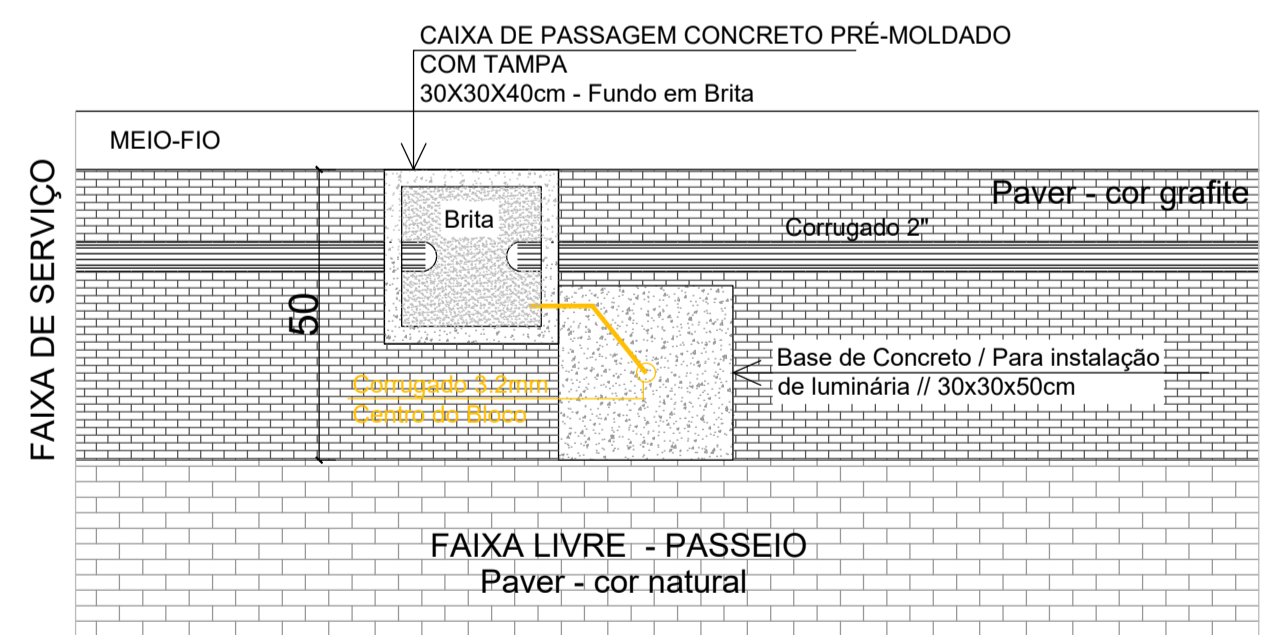 CAIXA DE PASSAGEM CONCRETO PRÉ-MOLDADO
COM TAMPA
30X30X40cm - Fundo em Brita
MEIO-FIO
FAIXA DE SERVIÇO
Paver - cor grafite
Brita
Corrugado 2"
50
Base de Concreto / Para instalação
de luminária // 30x30x50cm
Corrugado 3.2mm
Centro do Bloco
FAIXA LIVRE - PASSEIO
Paver - cor natural